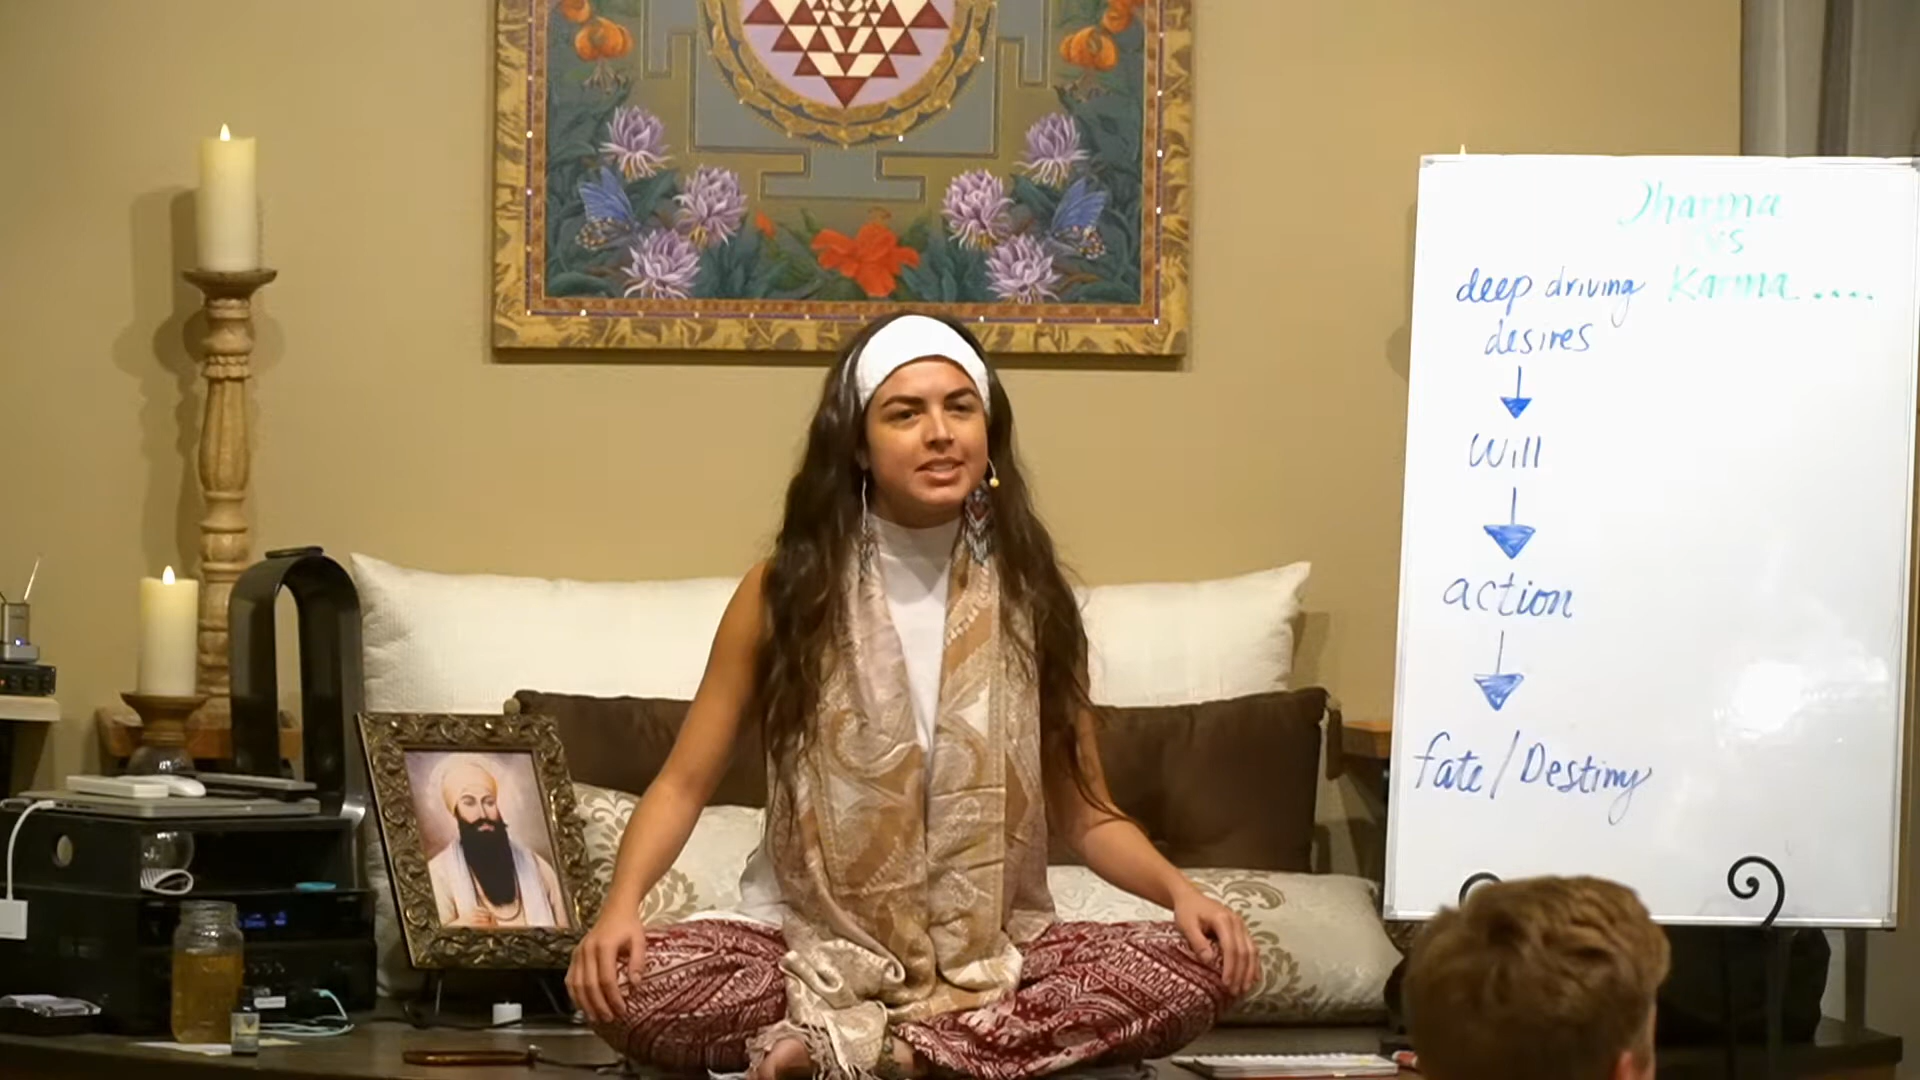 Dharma
vs
Karma....
deep driving
desires
Will
action
fate/Destiny